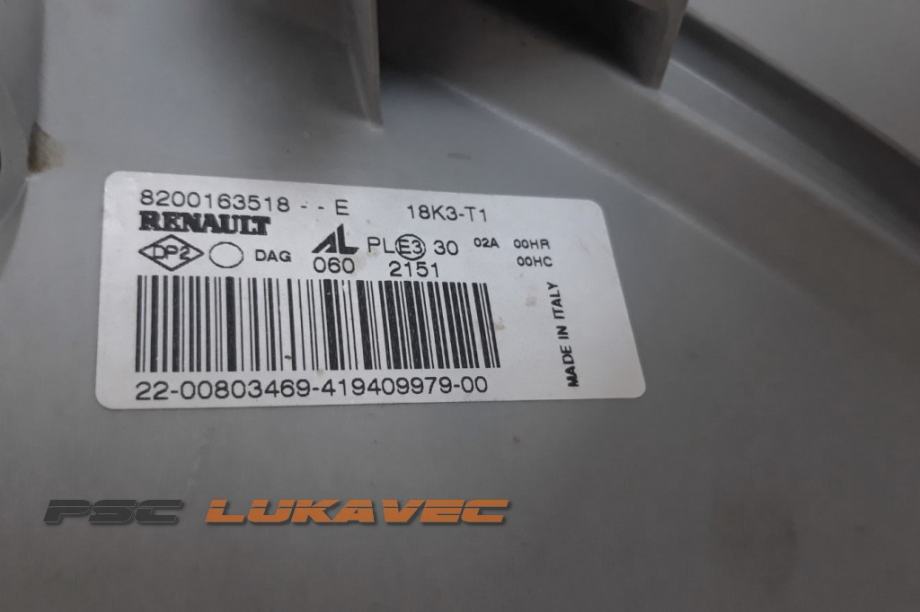 8200163518 - - E 18K3-T1
RENAULT
DP2 DAG AL PL E3 30 02A 00HR
060 2151 00HC
MADE IN ITALY
22-00803469-419409979-00
PSC LUKAVEC